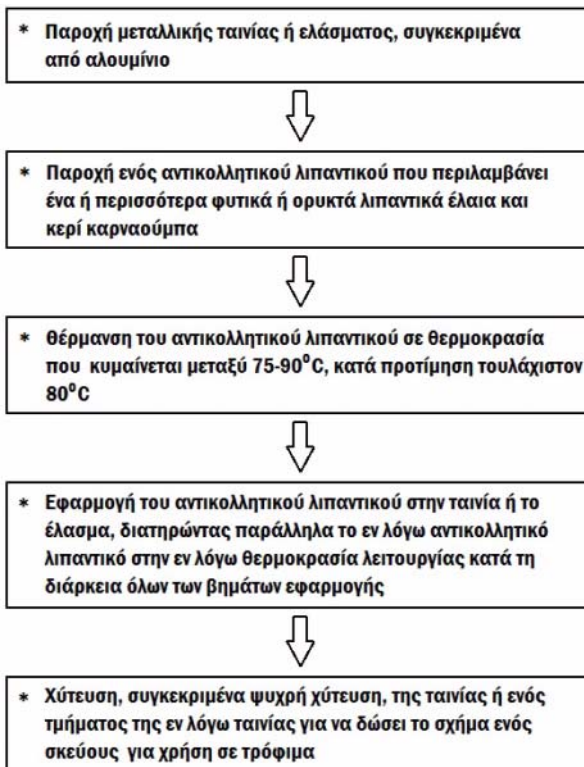 * Παροχή μεταλλικής ταινίας ή ελάσματος, συγκεκριμένα
από αλουμίνιο
* Παροχή ενός αντικολλητικού λιπαντικού που περιλαμβάνει
ένα ή περισσότερα φυτικά ή ορυκτά λιπαντικά έλαια και
κερί καρναούμπα
* Θέρμανση του αντικολλητικού λιπαντικού σε θερμοκρασία
που κυμαίνεται μεταξύ 75-90⁰C, κατά προτίμηση τουλάχιστον
80⁰C
* Εφαρμογή του αντικολλητικού λιπαντικού στην ταινία ή το
έλασμα, διατηρώντας παράλληλα το εν λόγω αντικολλητικό
λιπαντικό στην εν λόγω θερμοκρασία λειτουργίας κατά τη
διάρκεια όλων των βημάτων εφαρμογής
* Χύτευση, συγκεκριμένα ψυχρή χύτευση, της ταινίας ή ενός
τμήματος της εν λόγω ταινίας για να δώσει το σχήμα ενός
σκεύους για χρήση σε τρόφιμα